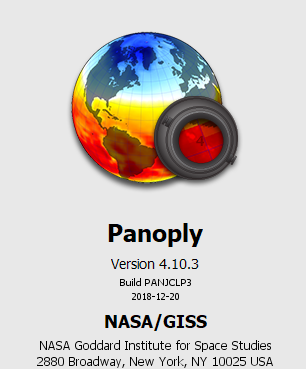 Panoply
Version 4.10.3
Build PANJCLP3
2018-12-20
NASA/GISS
NASA Goddard Institute for Space Studies
2880 Broadway, New York, NY 10025 USA